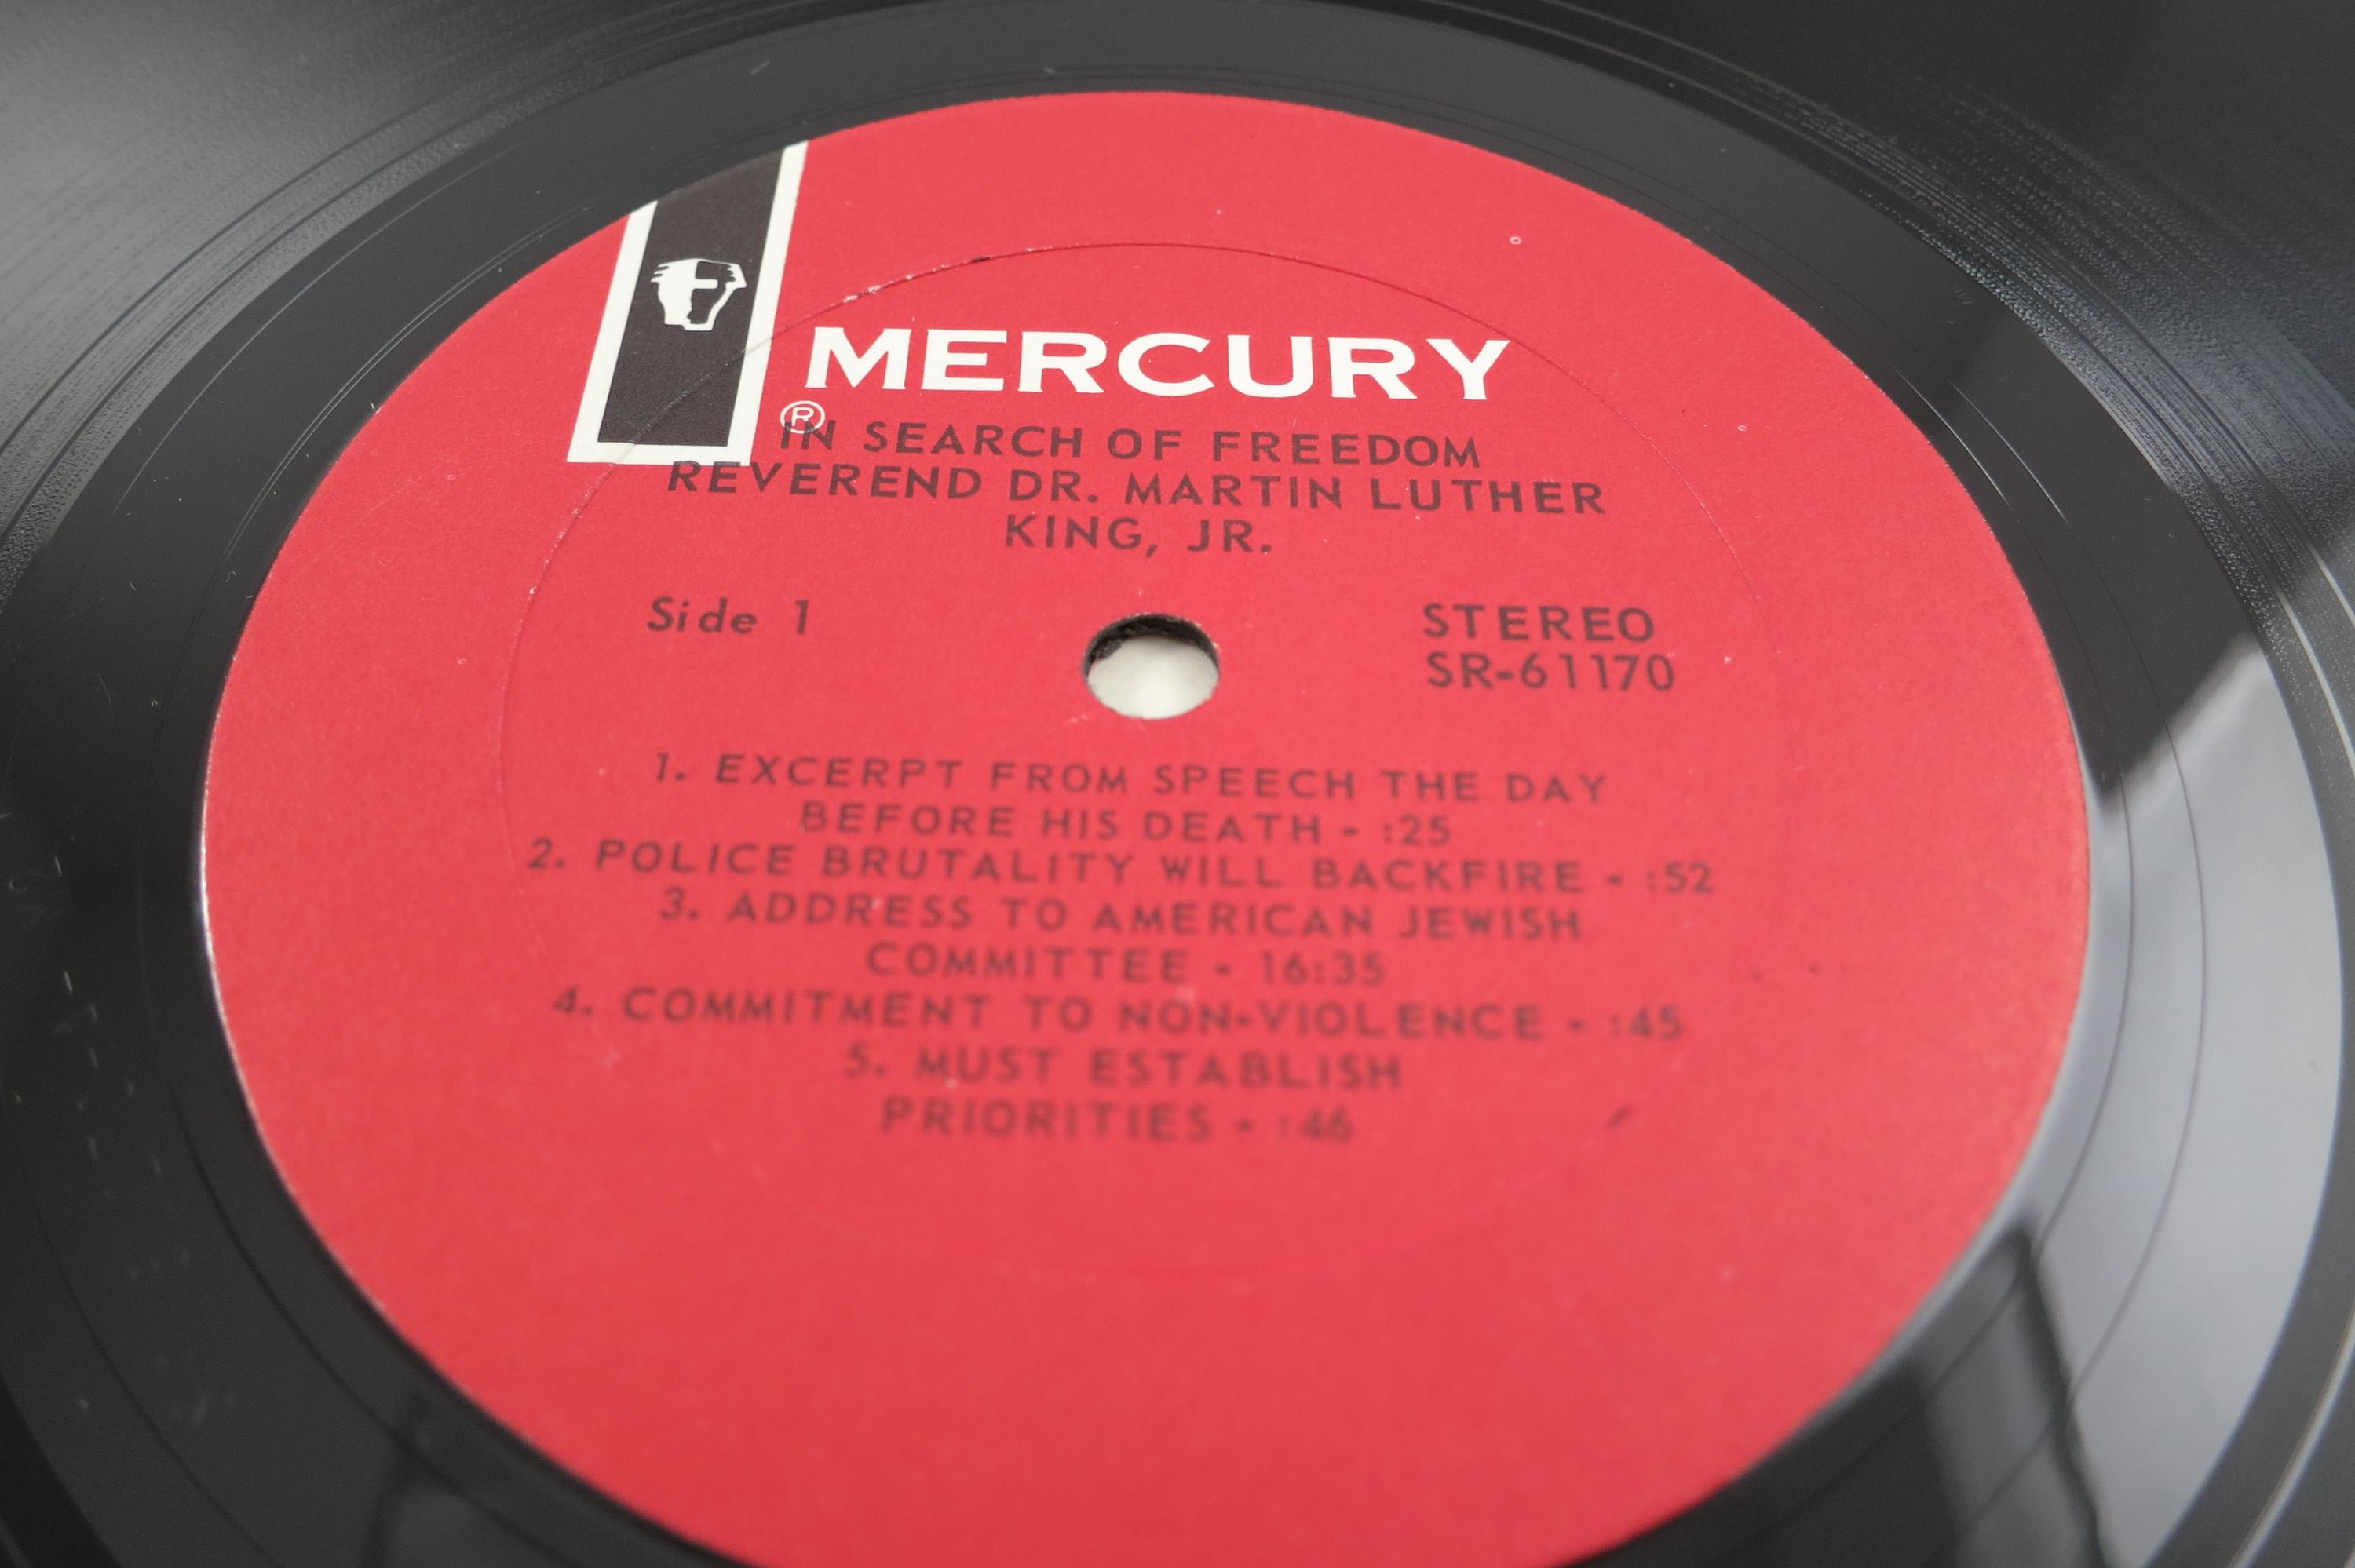 MERCURY
®
IN SEARCH OF FREEDOM
REVEREND DR. MARTIN LUTHER
KING, JR.
Side 1
STEREO
SR-61170
1. EXCERPT FROM SPEECH THE DAY
BEFORE HIS DEATH - :25
2. POLICE BRUTALITY WILL BACKFIRE - :52
3. ADDRESS TO AMERICAN JEWISH
COMMITTEE - 16:35
4. COMMITMENT TO NON-VIOLENCE - :45
5. MUST ESTABLISH
PRIORITIES - :46